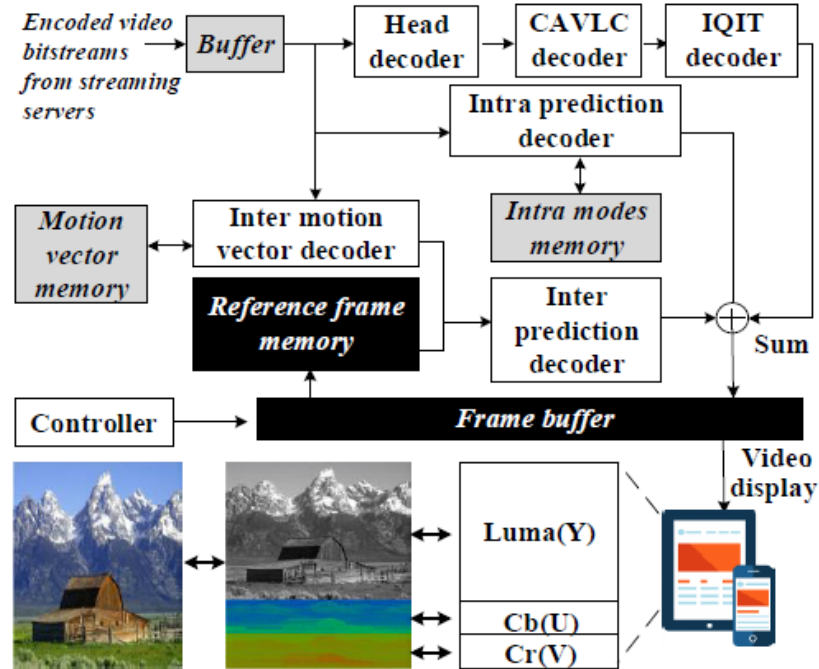 Encoded video
bitstreams
from streaming
servers
Buffer
Head
decoder
CAVLC
decoder
IQIT
decoder
Intra prediction
decoder
Motion
vector
memory
Inter motion
vector decoder
Intra modes
memory
Reference frame
memory
Inter
prediction
decoder
Sum
Controller
Frame buffer
Video
display
Luma(Y)
Cb(U)
Cr(V)